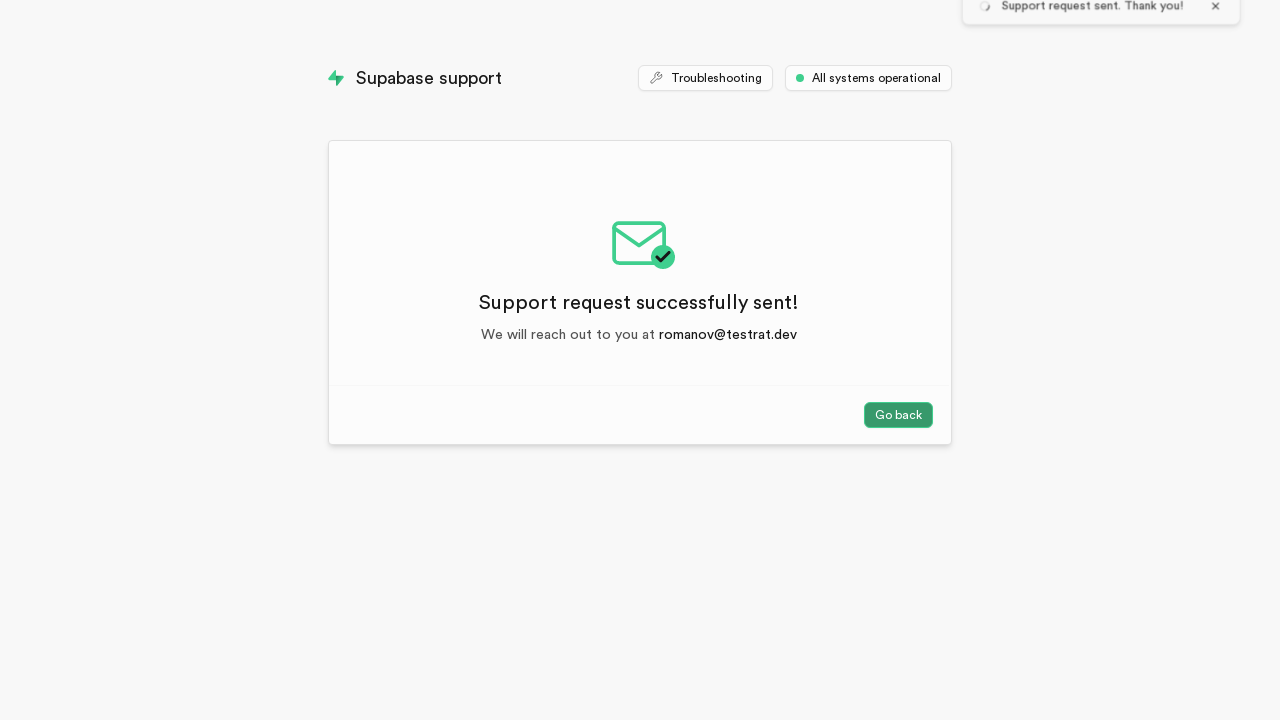 Support request sent. Thank you!
Supabase support
Troubleshooting
All systems operational
Support request successfully sent!
We will reach out to you at romanov@testrat.dev
Go back